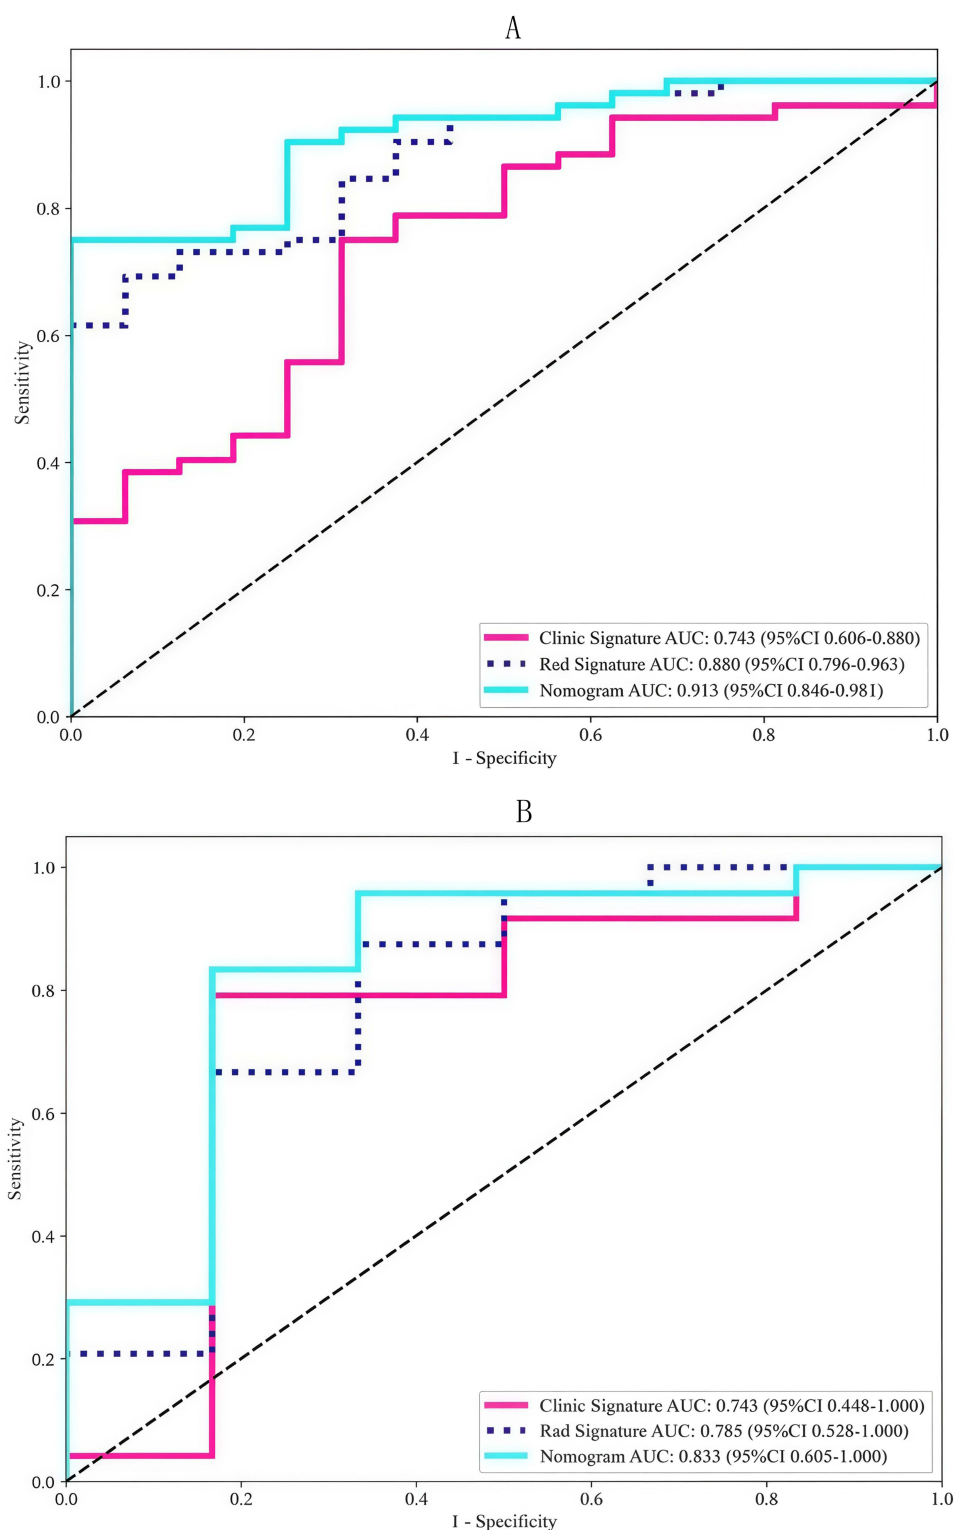 A
1.0
0.8
0.6
0.4
0.2
0.0
Sensitivity
Clinic Signature AUC: 0.743 (95%CI 0.606-0.880)
Red Signature AUC: 0.880 (95%CI 0.796-0.963)
Nomogram AUC: 0.913 (95%CI 0.846-0.98I)
0.0 0.2 0.4 0.6 0.8 1.0
I - Specificity
B
1.0
0.8
0.6
0.4
0.2
0.0
Sensitivity
Clinic Signature AUC: 0.743 (95%CI 0.448-1.000)
Rad Signature AUC: 0.785 (95%CI 0.528-1.000)
Nomogram AUC: 0.833 (95%CI 0.605-1.000)
0.0 0.2 0.4 0.6 0.8 1.0
I - Specificity